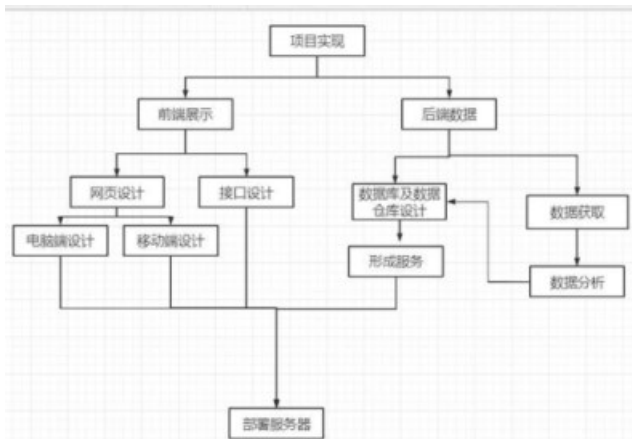 项目实现
前端展示
后端数据
网页设计
接口设计
数据库及数据
仓库设计
数据获取
电脑端设计
移动端设计
形成服务
数据分析
部署服务器